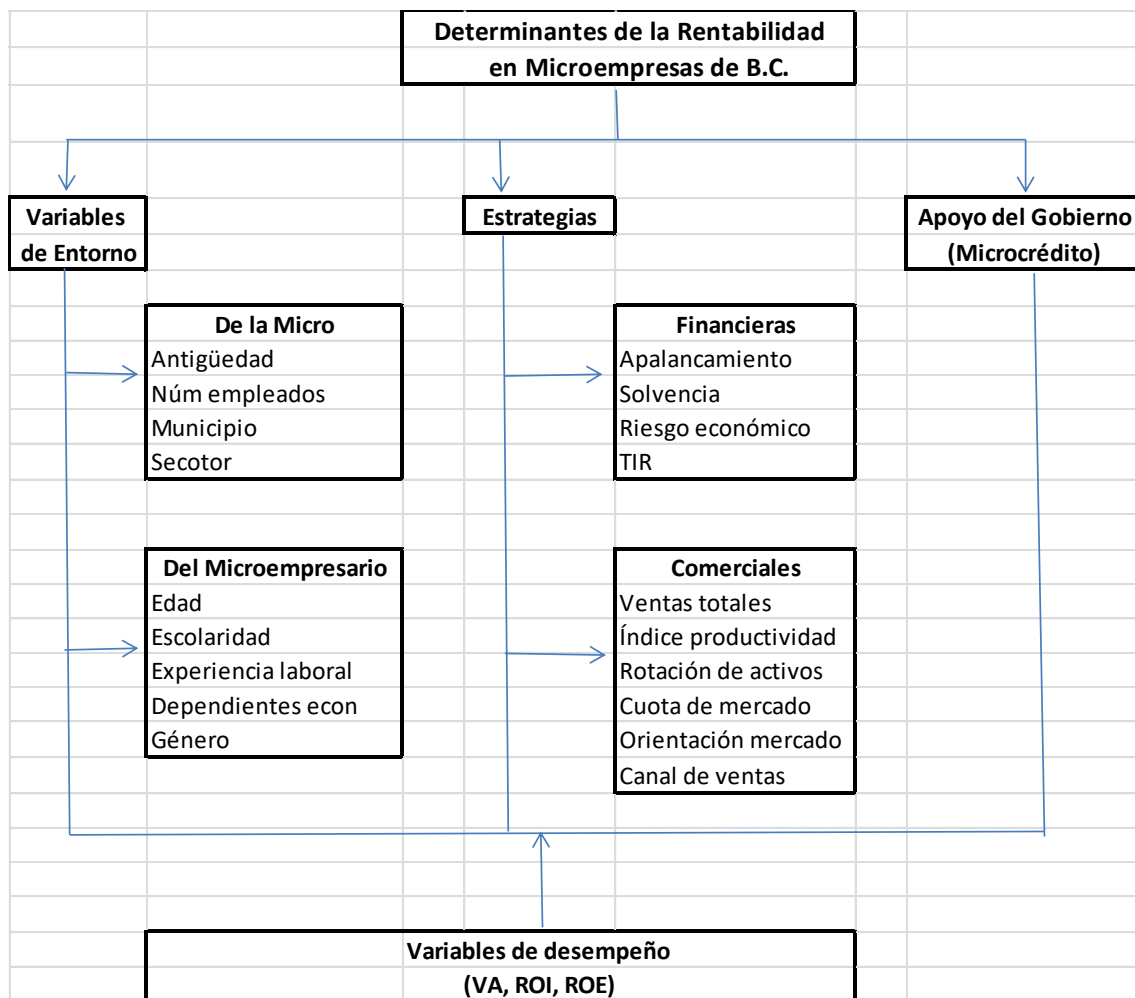 Determinantes de la Rentabilidad
en Microempresas de B.C.
Variables
de Entorno
Estrategias
Apoyo del Gobierno
(Microcrédito)
De la Micro
Antigüedad
Núm empleados
Municipio
Secotor
Financieras
Apalancamiento
Solvencia
Riesgo económico
TIR
Del Microempresario
Edad
Escolaridad
Experiencia laboral
Dependientes econ
Género
Comerciales
Ventas totales
Índice productividad
Rotación de activos
Cuota de mercado
Orientación mercado
Canal de ventas
Variables de desempeño
(VA, ROI, ROE)